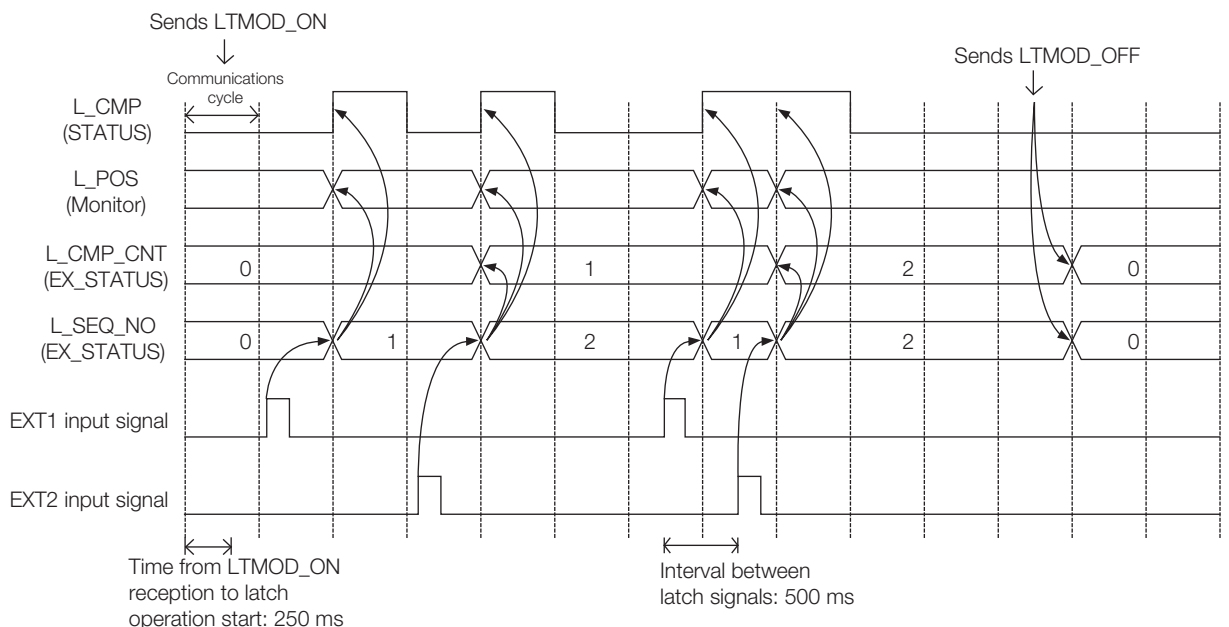 Sends LTMOD_ON
Communications
cycle
Sends LTMOD_OFF
L_CMP
(STATUS)
L_POS
(Monitor)
L_CMP_CNT
(EX_STATUS)
0
1
2
0
L_SEQ_NO
(EX_STATUS)
0
1
2
1
2
0
EXT1 input signal
EXT2 input signal
Time from LTMOD_ON
reception to latch
operation start: 250 ms
Interval between
latch signals: 500 ms